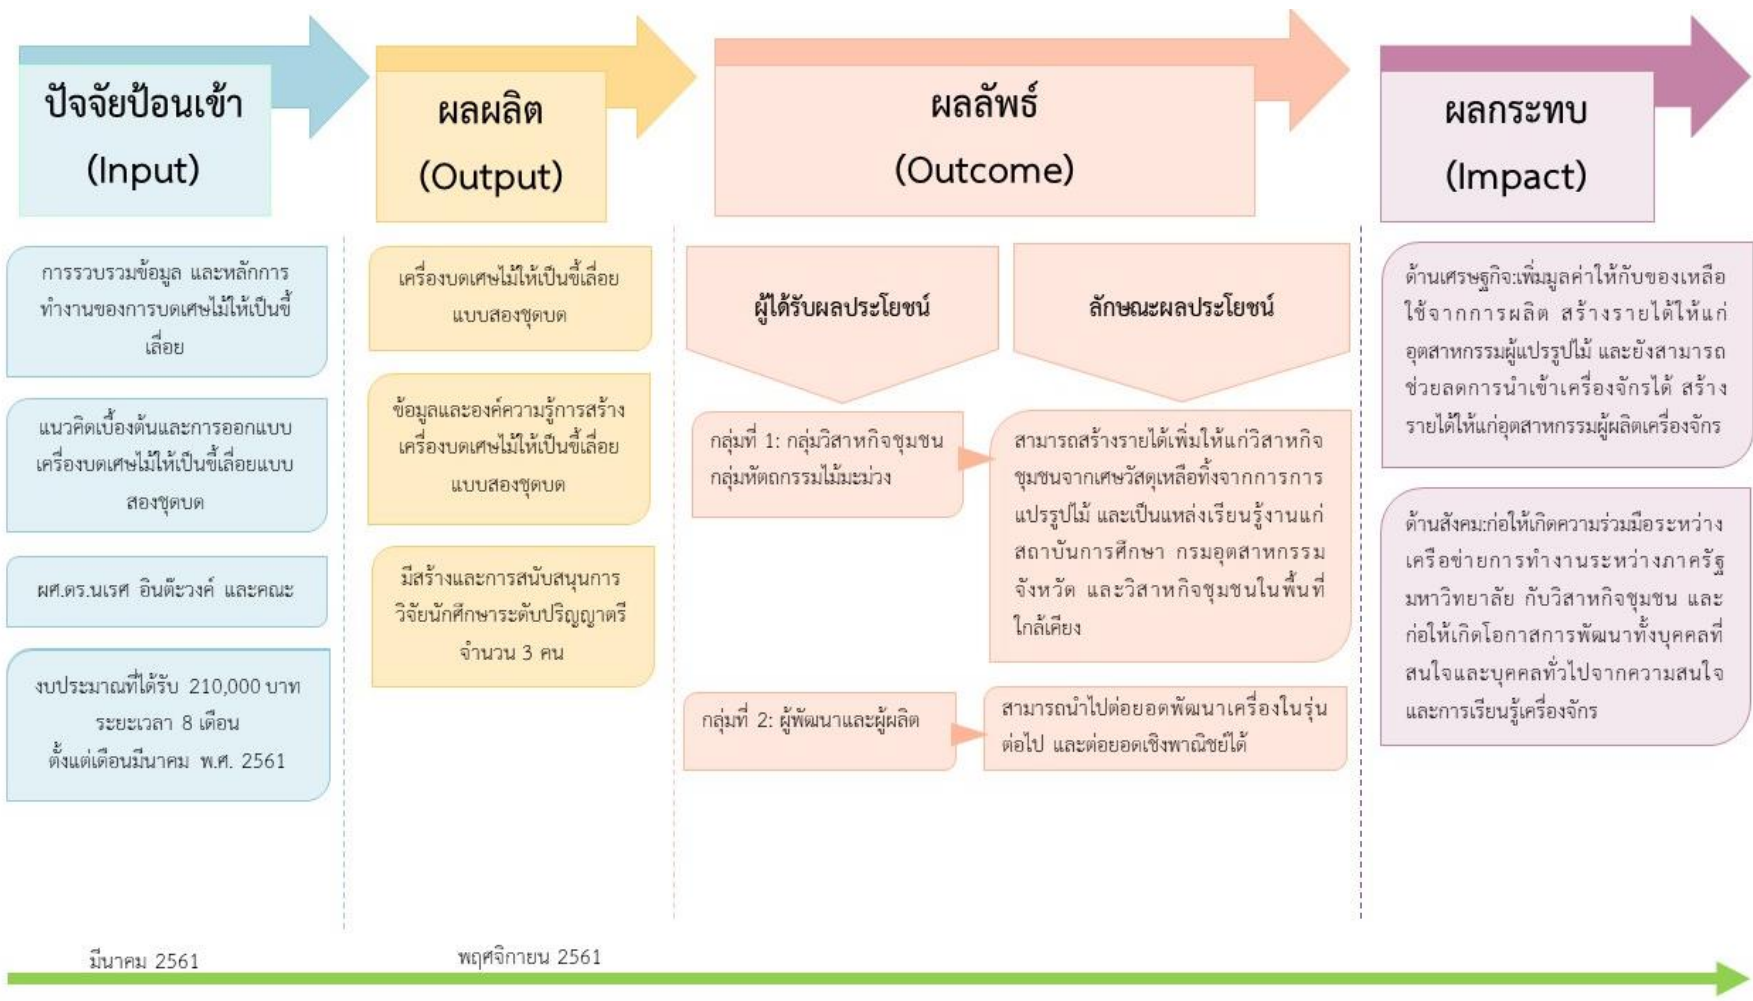 ปัจจัยป้อนเข้า
(Input)
ผลผลิต
(Output)
ผลลัพธ์
(Outcome)
ผลกระทบ
(Impact)
การรวบรวมข้อมูล และหลักการ
ทำงานของการบดเศษไม้ให้เป็นขี้
เลื่อย
แนวคิดเบื้องต้นและการออกแบบ
เครื่องบดเศษไม้ให้เป็นขี้เลื่อยแบบ
สองชุดบด
ผศ.ดร.นเรศ อินต๊ะวงค์ และคณะ
งบประมาณที่ได้รับ 210,000 บาท
ระยะเวลา 8 เดือน
ตั้งแต่เดือนมีนาคม พ.ศ. 2561
เครื่องบดเศษไม้ให้เป็นขี้เลื่อย
แบบสองชุดบด
ข้อมูลและองค์ความรู้การสร้าง
เครื่องบดเศษไม้ให้เป็นขี้เลื่อย
แบบสองชุดบด
มีสร้างและการสนับสนุนการ
วิจัยนักศึกษาระดับปริญญาตรี
จำนวน 3 คน
ผู้ได้รับผลประโยชน์
ลักษณะผลประโยชน์
กลุ่มที่ 1: กลุ่มวิสาหกิจชุมชน
กลุ่มหัตถกรรมไม้มะม่วง
สามารถสร้างรายได้เพิ่มให้แก่วิสาหกิจ
ชุมชนจากเศษวัสดุเหลือทิ้งจากการการ
แปรรูปไม้ และเป็นแหล่งเรียนรู้งานแก่
สถาบันการศึกษา กรมอุตสาหกรรม
จังหวัด และวิสาหกิจชุมชนในพื้นที่
ใกล้เคียง
กลุ่มที่ 2: ผู้พัฒนาและผู้ผลิต
สามารถนำไปต่อยอดพัฒนาเครื่องในรุ่น
ต่อไป และต่อยอดเชิงพาณิชย์ได้
ด้านเศรษฐกิจ:เพิ่มมูลค่าให้กับของเหลือ
ใช้จากการผลิต สร้างรายได้ให้แก่
อุตสาหกรรมผู้แปรรูปไม้ และยังสามารถ
ช่วยลดการนำเข้าเครื่องจักรได้ สร้าง
รายได้ให้แก่อุตสาหกรรมผู้ผลิตเครื่องจักร
ด้านสังคม:ก่อให้เกิดความร่วมมือระหว่าง
เครือข่ายการทำงานระหว่างภาครัฐ
มหาวิทยาลัย กับวิสาหกิจชุมชน และ
ก่อให้เกิดโอกาสการพัฒนาทั้งบุคคลที่
สนใจและบุคคลทั่วไปจากความสนใจ
และการเรียนรู้เครื่องจักร
มีนาคม 2561
พฤศจิกายน 2561